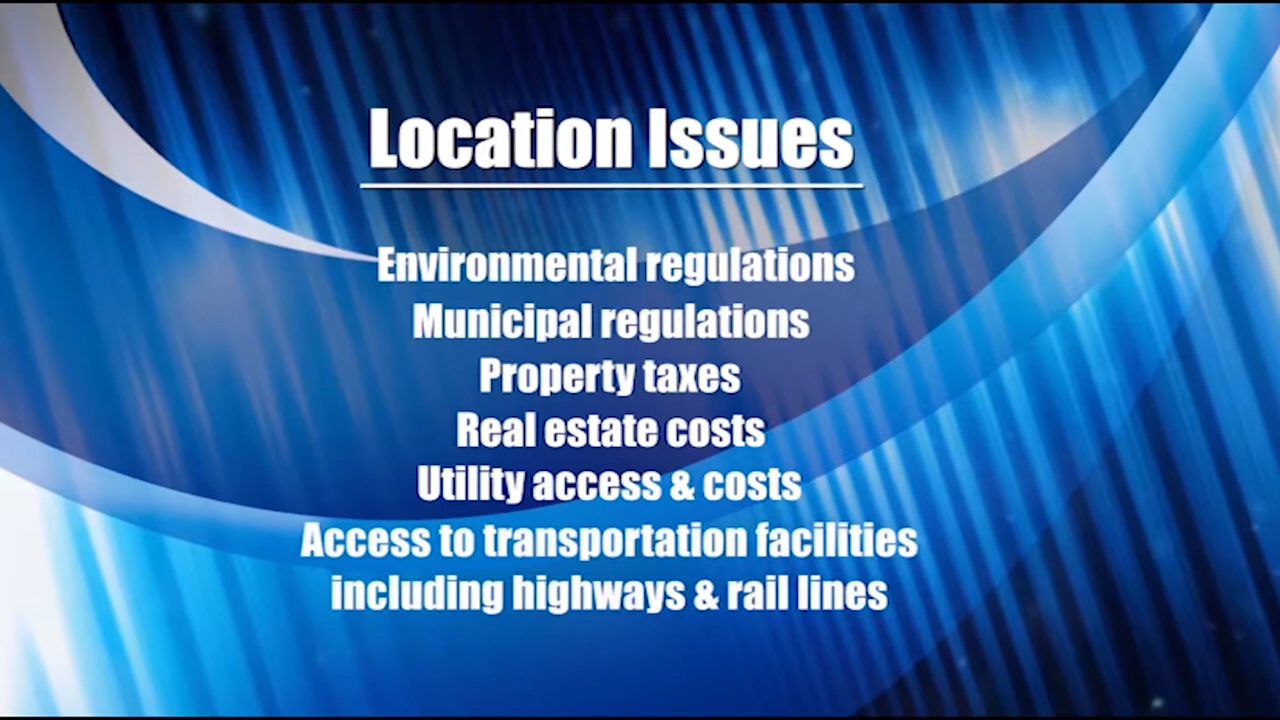 Location Issues
Environmental regulations
Municipal regulations
Property taxes
Real estate costs
Utility access & costs
Access to transportation facilities
including highways & rail lines